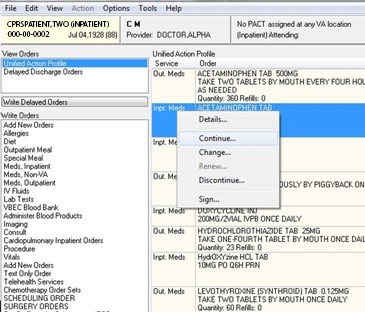 File Edit View Action Options Tools Help
CPRSPATIENT,TWO (INPATIENT)
000-00-0002 Jul 04,1928 (88)
C M
Provider: DOCTOR,ALPHA
No PACT assigned at any VA location
(Inpatient) Attending:
View Orders
Unified Action Profile
Delayed Discharge Orders
Write Delayed Orders
Write Orders
Add New Orders
Allergies
Diet
Outpatient Meal
Special Meal
Meds, Inpatient
Meds, Non-VA
Meds, Outpatient
IV Fluids
Lab Tests
VBEC Blood Bank
Administer Blood Products
Imaging
Consult
Cardiopulmonary Inpatient Orders
Procedure
Vitals
Add New Orders
Text Only Order
Telehealth Services
Chemotherapy Order Sets
SCHEDULING ORDER
SURGERY ORDERS
Unified Action Profile
Service Order
Out. Meds ACETAMINOPHEN TAB 500MG
TAKE TWO TABLETS BY MOUTH EVERY FOUR HOU
AS NEEDED
Quantity: 360 Refills: 0
Inpt. Meds ACETAMINOPHEN TAB
Details...
Continue...
Change...
Renew...
Discontinue...
Sign...
Inpt. Me
Inpt. Me
OUSLY BY PIGGYBACK
Inpt. Meds DOXYCYCLINE INJ
200MG/2VIAL IVPB ONCE DAILY
Out. Meds HYDROCHLOROTHIAZIDE TAB 25MG
TAKE ONE-FOURTH TABLET BY MOUTH ONCE DAILY
Quantity: 23 Refills: 0
Inpt. Meds HydrOXYzine HCL TAB
10MG PO Q6H PRN
Out. Meds LEVOTHYROXINE (SYNTHROID) TAB 0.125MG
TAKE TWO TABLETS BY MOUTH ONCE DAILY
Quantity: 60 Refills: 0